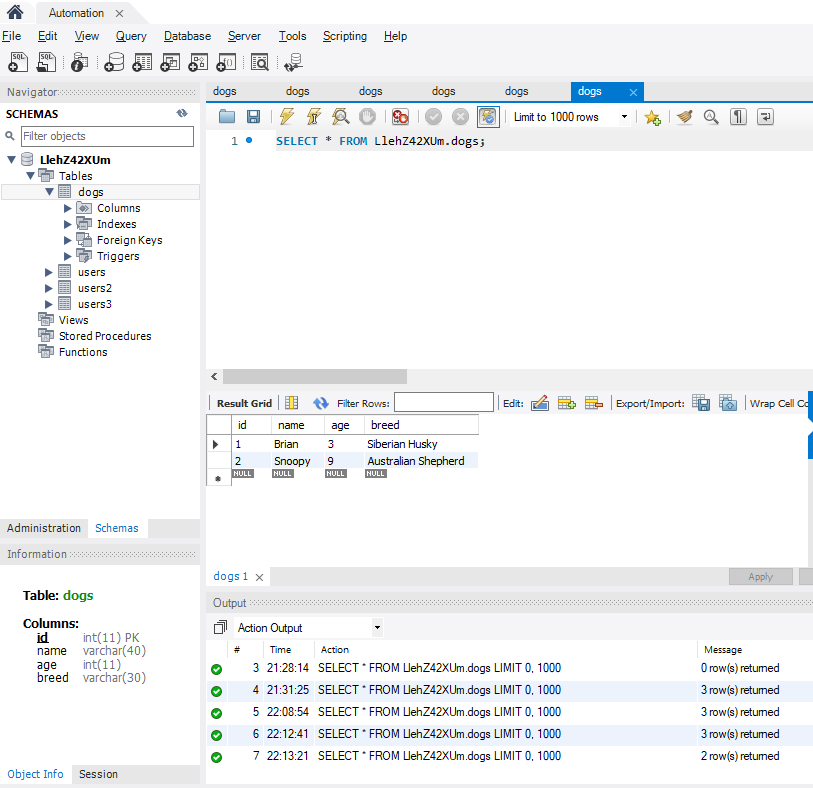 Automation
File Edit View Query Database Server Tools Scripting Help
Navigator
SCHEMAS
Filter objects
LlehZ42XUm
Tables
dogs
Columns
Indexes
Foreign Keys
Triggers
users
users2
users3
Views
Stored Procedures
Functions
Administration Schemas
Information
Table: dogs
Columns:
id int(11) PK
name varchar(40)
age int(11)
breed varchar(30)
Object Info Session
dogs dogs dogs dogs dogs dogs
Limit to 1000 rows
1 SELECT * FROM LlehZ42XUm.dogs;
Result Grid Filter Rows: Edit: Export/Import: Wrap Cell Co
id name age breed
1 Brian 3 Siberian Husky
2 Snoopy 9 Australian Shepherd
NULL NULL NULL NULL
dogs 1 Apply
Output
Action Output
# Time Action Message
3 21:28:14 SELECT * FROM LlehZ42XUm.dogs LIMIT 0, 1000 0 row(s) returned
4 21:31:25 SELECT * FROM LlehZ42XUm.dogs LIMIT 0, 1000 3 row(s) returned
5 22:08:54 SELECT * FROM LlehZ42XUm.dogs LIMIT 0, 1000 3 row(s) returned
6 22:12:41 SELECT * FROM LlehZ42XUm.dogs LIMIT 0, 1000 3 row(s) returned
7 22:13:21 SELECT * FROM LlehZ42XUm.dogs LIMIT 0, 1000 2 row(s) returned